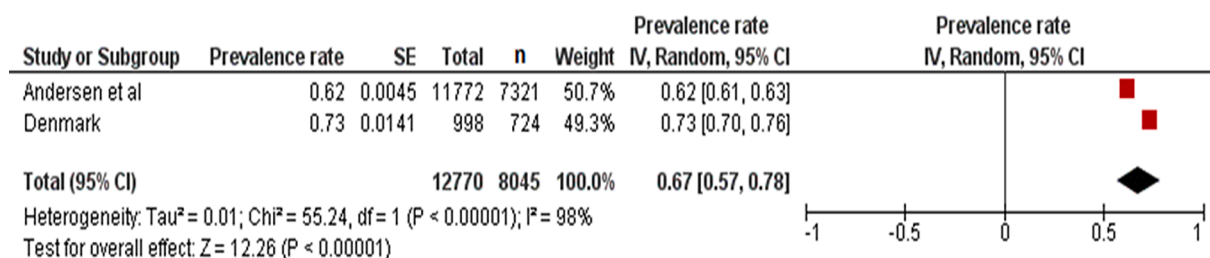 Prevalence rate Prevalence rate
Study or Subgroup Prevalence rate SE Total n Weight IV, Random, 95% CI IV, Random, 95% CI
Andersen et al 0.62 0.0045 11772 7321 50.7% 0.62 [0.61, 0.63]
Denmark 0.73 0.0141 998 724 49.3% 0.73 [0.70, 0.76]
Total (95% CI) 12770 8045 100.0% 0.67 [0.57, 0.78]
Heterogeneity: Tau² = 0.01; Chi² = 55.24, df = 1 (P < 0.00001); I² = 98%
Test for overall effect: Z = 12.26 (P < 0.00001)
-1 -0.5 0 0.5 1